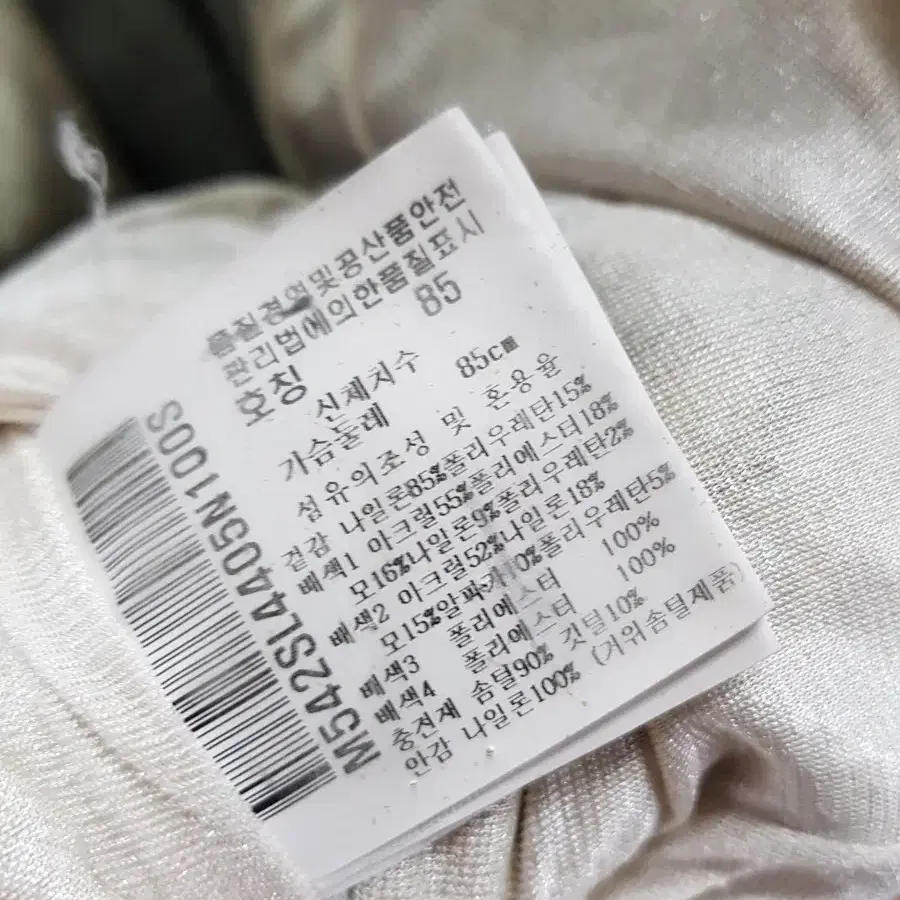 품질경영및공산품안전
관리법에의한품질표시
호칭 85
신체치수
가슴둘레 85cm
섬유의조성 및 혼용율
겉감 나일론85%폴리우레탄15%
배색1 아크릴55%폴리에스터18%
모16%나일론9%폴리우레탄2%
배색2 아크릴52%나일론18%
모15%알파카10%폴리우레탄5%
배색3 폴리에스터 100%
배색4 폴리에스터 100%
충전재 솜털90% 깃털10%
안감 나일론100% (거위솜털제품)
M542SL4405N100S